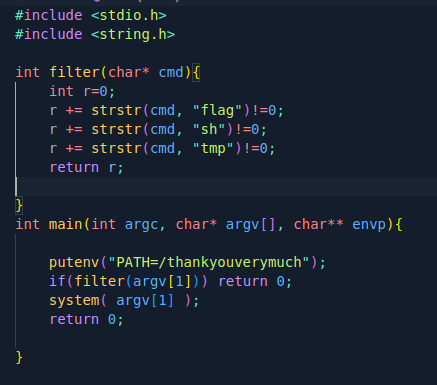 #include <stdio.h>
#include <string.h>
int filter(char* cmd){
int r=0;
r += strstr(cmd, "flag")!=0;
r += strstr(cmd, "sh")!=0;
r += strstr(cmd, "tmp")!=0;
return r;
}
int main(int argc, char* argv[], char** envp){
putenv("PATH=/thankyouverymuch");
if(filter(argv[1])) return 0;
system( argv[1] );
return 0;
}